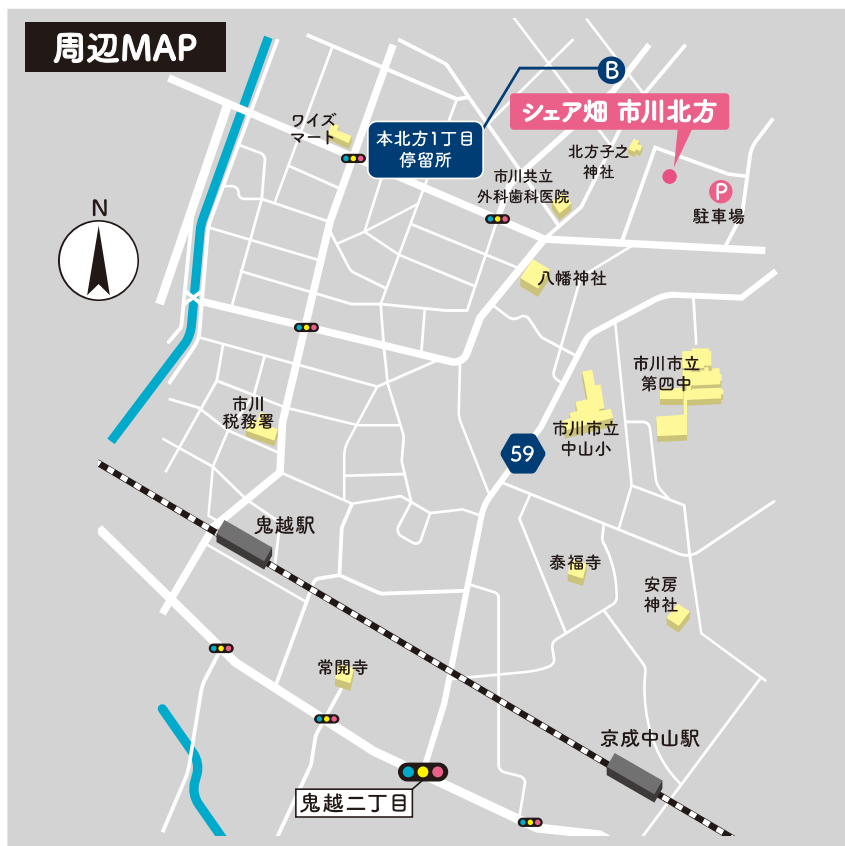 周辺MAP
B
シェア畑 市川北方
ワイズ
マート
本北方1丁目
停留所
北方子之
神社
市川共立
外科歯科医院
P
駐車場
N
八幡神社
市川市立
第四中
市川
税務署
市川市立
中山小
59
鬼越駅
泰福寺
安房
神社
常開寺
京成中山駅
鬼越二丁目